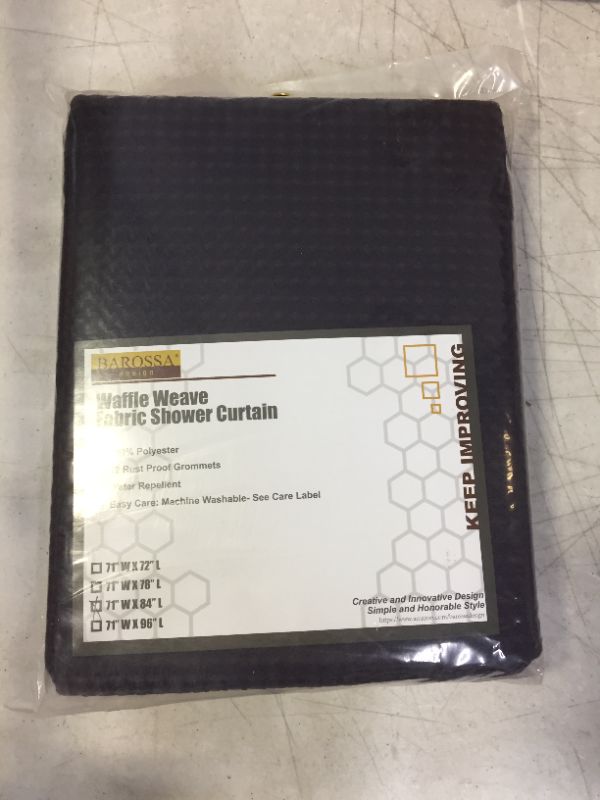 BAROSSA®
DESIGN
Waffle Weave
Fabric Shower Curtain
Polyester
Rust Proof Grommets
Repellent
Easy Care: Machine Washable- See Care Label
71" W X 72" L
71" W X 78" L
71" W X 84" L
71" W X 96" L
KEEP IMPROVING
Creative and Innovative Design
Simple and Honorable Style